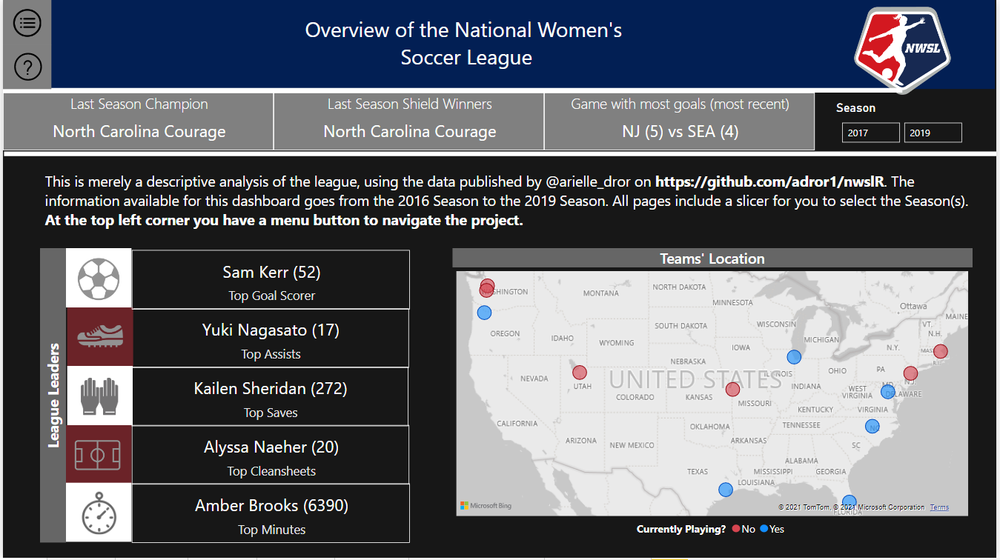 Overview of the National Women's
Soccer League
NWSL
?
Last Season Champion
North Carolina Courage
Last Season Shield Winners
North Carolina Courage
Game with most goals (most recent)
NJ (5) vs SEA (4)
Season
2017
2019
This is merely a descriptive analysis of the league, using the data published by @arielle_dror on https://github.com/adror1/nwslR. The
information available for this dashboard goes from the 2016 Season to the 2019 Season. All pages include a slicer for you to select the Season(s).
At the top left corner you have a menu button to navigate the project.
League Leaders
Sam Kerr (52)
Top Goal Scorer
Yuki Nagasato (17)
Top Assists
Kailen Sheridan (272)
Top Saves
Alyssa Naeher (20)
Top Cleansheets
Amber Brooks (6390)
Top Minutes
Teams' Location
NORTH DAKOTA
MONTANA
MINNESOTA
Ottawa
MAINE
VT.
N.H.
WISCONSIN
SOUTH DAKOTA
OREGON
IDAHO
WYOMING
MICHIGAN
IOWA
N.Y.
NEBRASKA
OHIO
PA
NEVADA
UTAH
UNITED STATES
INDIANA
N.J.
COLORADO
KANSAS
MISSOURI
WEST
VIRGINIA
KENTUCKY
VIRGINIA
CALIFORNIA
OKLAHOMA
TENNESSEE
NC
ARIZONA
NEW MEXICO
ARKANSAS
SC
ALABAMA
TEXAS
MISSISSIPPI
GEORGIA
LOUISIANA
FLORIDA
Microsoft Bing
© 2021 TomTom, © 2021 Microsoft Corporation Terms
Currently Playing? No Yes